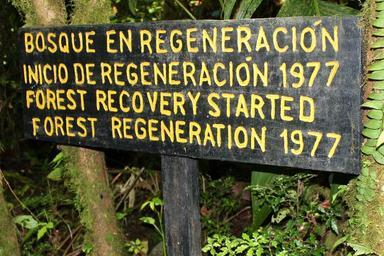 BOSQUE EN REGENERACIÓN
INICIO DE REGENERACIÓN 1977
FOREST RECOVERY STARTED
FOREST REGENERATION 1977